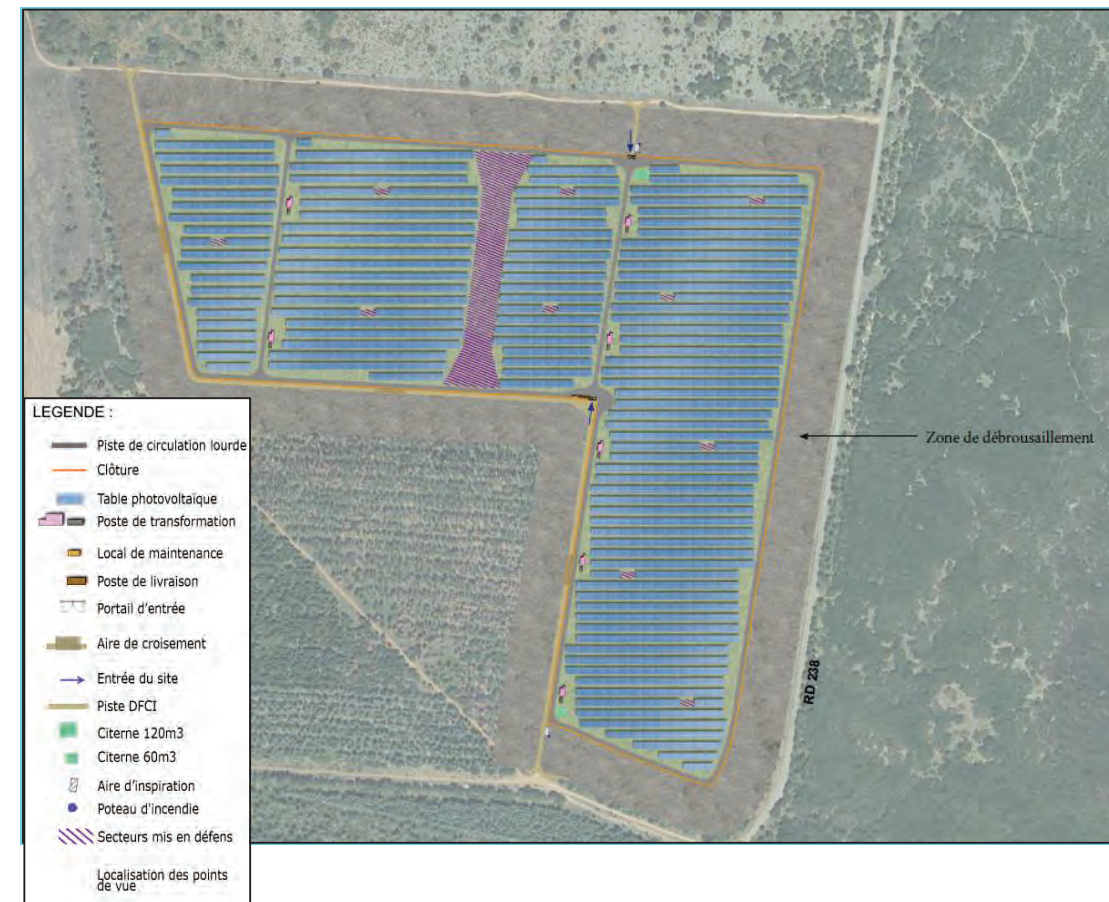 Zone de débrousaillement
RD 238
LEGENDE :
Piste de circulation lourde
Clôture
Table photovoltaïque
Poste de transformation
Local de maintenance
Poste de livraison
Portail d'entrée
Aire de croisement
Entrée du site
Piste DFCI
Citerne 120m3
Citerne 60m3
Aire d'inspiration
Poteau d'incendie
Secteurs mis en défens
Localisation des points
de vue